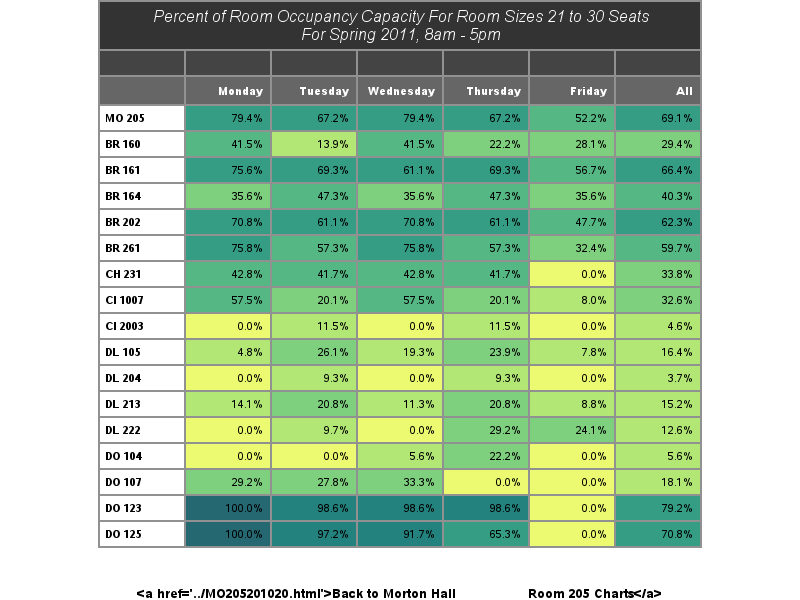 Percent of Room Occupancy Capacity For Room Sizes 21 to 30 Seats
For Spring 2011, 8am - 5pm
Monday Tuesday Wednesday Thursday Friday All
MO 205 79.4% 67.2% 79.4% 67.2% 52.2% 69.1%
BR 160 41.5% 13.9% 41.5% 22.2% 28.1% 29.4%
BR 161 75.6% 69.3% 61.1% 69.3% 56.7% 66.4%
BR 164 35.6% 47.3% 35.6% 47.3% 35.6% 40.3%
BR 202 70.8% 61.1% 70.8% 61.1% 47.7% 62.3%
BR 261 75.8% 57.3% 75.8% 57.3% 32.4% 59.7%
CH 231 42.8% 41.7% 42.8% 41.7% 0.0% 33.8%
CI 1007 57.5% 20.1% 57.5% 20.1% 8.0% 32.6%
CI 2003 0.0% 11.5% 0.0% 11.5% 0.0% 4.6%
DL 105 4.8% 26.1% 19.3% 23.9% 7.8% 16.4%
DL 204 0.0% 9.3% 0.0% 9.3% 0.0% 3.7%
DL 213 14.1% 20.8% 11.3% 20.8% 8.8% 15.2%
DL 222 0.0% 9.7% 0.0% 29.2% 24.1% 12.6%
DO 104 0.0% 0.0% 5.6% 22.2% 0.0% 5.6%
DO 107 29.2% 27.8% 33.3% 0.0% 0.0% 18.1%
DO 123 100.0% 98.6% 98.6% 98.6% 0.0% 79.2%
DO 125 100.0% 97.2% 91.7% 65.3% 0.0% 70.8%
<a href='../MO205201020.html'>Back to Morton Hall Room 205 Charts</a>